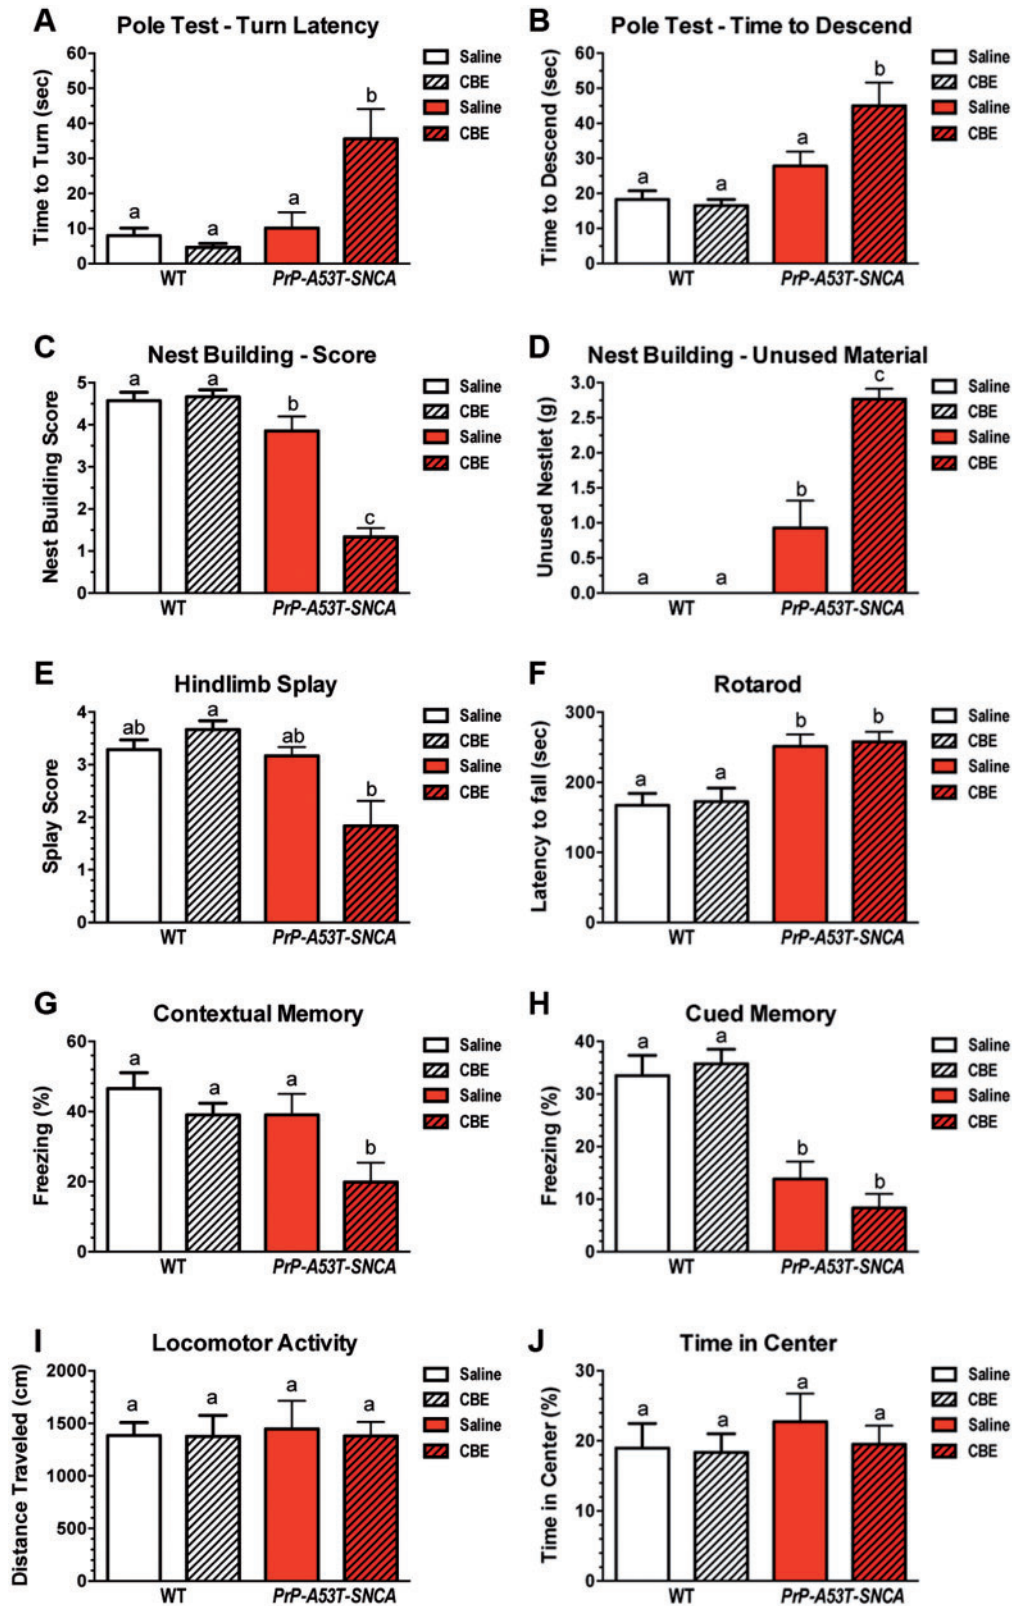 A
Pole Test - Turn Latency
Time to Turn (sec)
60
50
40
30
20
10
0
a
a
a
b
WT
PrP-A53T-SNCA
Saline
CBE
Saline
CBE
B
Pole Test - Time to Descend
Time to Descend (sec)
60
50
40
30
20
10
0
a
a
a
b
WT
PrP-A53T-SNCA
Saline
CBE
Saline
CBE
C
Nest Building - Score
Nest Building Score
5
4
3
2
1
0
a
a
b
c
WT
PrP-A53T-SNCA
Saline
CBE
Saline
CBE
D
Nest Building - Unused Material
Unused Nestlet (g)
3.0
2.5
2.0
1.5
1.0
0.5
0.0
a
a
b
c
WT
PrP-A53T-SNCA
Saline
CBE
Saline
CBE
E
Hindlimb Splay
Splay Score
4
3
2
1
0
ab
a
ab
b
WT
PrP-A53T-SNCA
Saline
CBE
Saline
CBE
F
Rotarod
Latency to fall (sec)
300
200
100
0
a
a
b
b
WT
PrP-A53T-SNCA
Saline
CBE
Saline
CBE
G
Contextual Memory
Freezing (%)
60
40
20
0
a
a
a
b
WT
PrP-A53T-SNCA
Saline
CBE
Saline
CBE
H
Cued Memory
Freezing (%)
40
30
20
10
0
a
a
b
b
WT
PrP-A53T-SNCA
Saline
CBE
Saline
CBE
I
Locomotor Activity
Distance Traveled (cm)
2000
1500
1000
500
0
a
a
a
a
WT
PrP-A53T-SNCA
Saline
CBE
Saline
CBE
J
Time in Center
Time in Center (%)
30
20
10
0
a
a
a
a
WT
PrP-A53T-SNCA
Saline
CBE
Saline
CBE